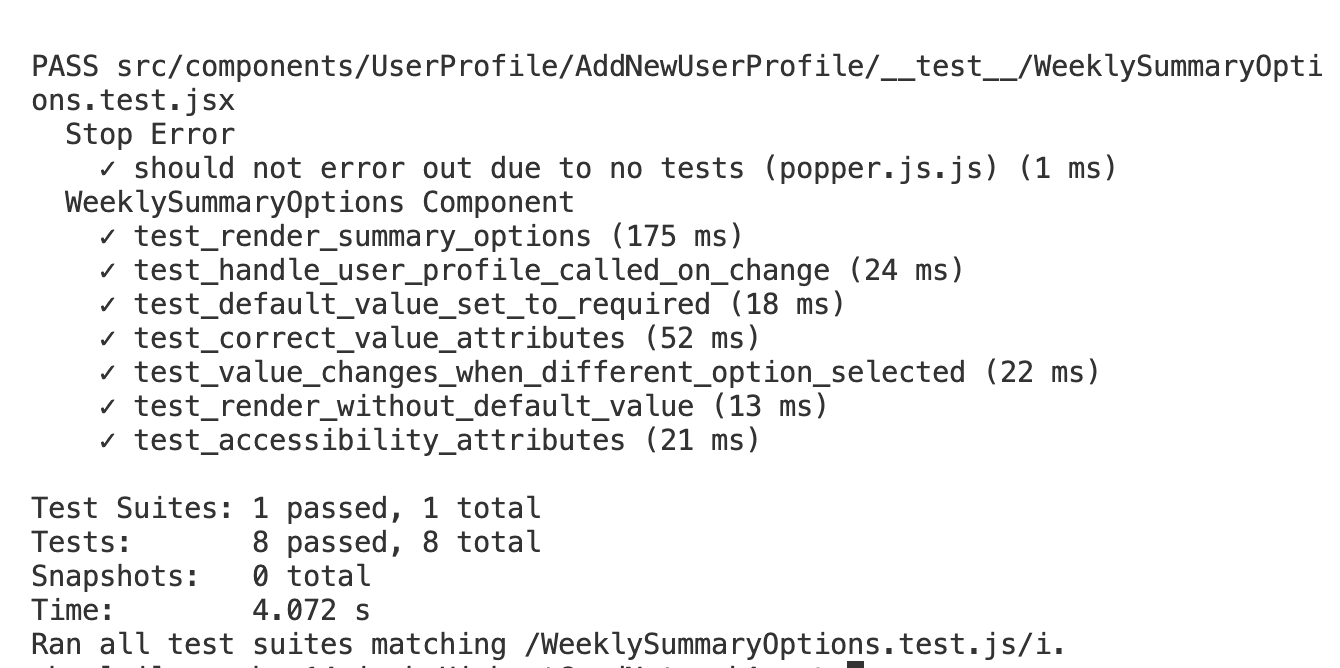 PASS src/components/UserProfile/AddNewUserProfile/__test__/WeeklySummaryOpti
ons.test.jsx
  Stop Error
    ✓ should not error out due to no tests (popper.js.js) (1 ms)
  WeeklySummaryOptions Component
    ✓ test_render_summary_options (175 ms)
    ✓ test_handle_user_profile_called_on_change (24 ms)
    ✓ test_default_value_set_to_required (18 ms)
    ✓ test_correct_value_attributes (52 ms)
    ✓ test_value_changes_when_different_option_selected (22 ms)
    ✓ test_render_without_default_value (13 ms)
    ✓ test_accessibility_attributes (21 ms)

Test Suites: 1 passed, 1 total
Tests:       8 passed, 8 total
Snapshots:   0 total
Time:        4.072 s
Ran all test suites matching /WeeklySummaryOptions.test.js/i.